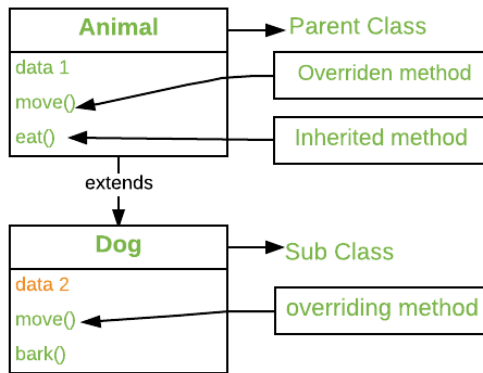 Animal
Parent Class
data 1
Overriden method
move()
eat()
Inherited method
extends
Dog
Sub Class
data 2
move()
overriding method
bark()